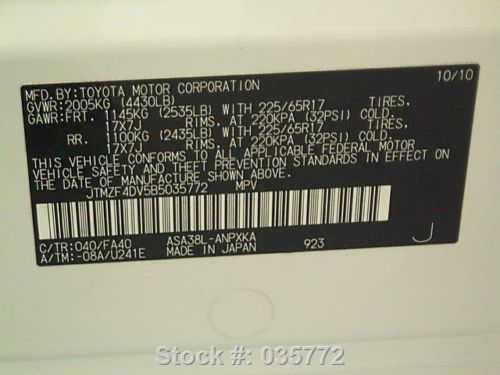 MFD. BY: TOYOTA MOTOR CORPORATION 10/10
GVWR: 2005KG (4430LB)
GAWR: FRT. 1145KG (2535LB) WITH 225/65R17 TIRES,
17X7J RIMS, AT 220KPA (32PSI) COLD
RR. 1100KG (2435LB) WITH 225/65R17 TIRES,
17X7J RIMS, AT 220KPA (32PSI) COLD
THIS VEHICLE CONFORMS TO ALL APPLICABLE FEDERAL MOTOR
VEHICLE SAFETY AND THEFT PREVENTION STANDARDS IN EFFECT
ON THE DATE OF MANUFACTURE SHOWN ABOVE.
JTMZF4DV5B5035772 MPV
C/TR: 040/FA40 ASA38L-ANPXKA J
A/TM: -08A/U241E MADE IN JAPAN 923
Stock #: 035772